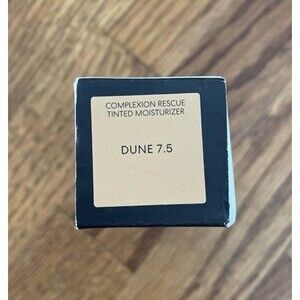 COMPLEXION RESCUE
TINTED MOISTURIZER
DUNE 7.5